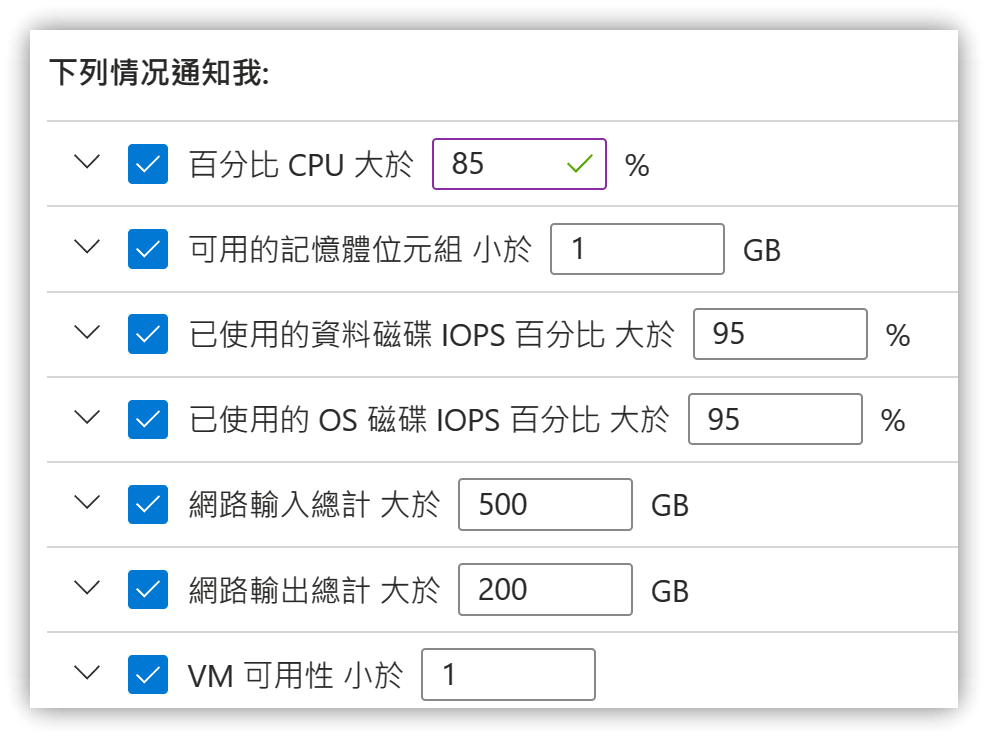 下列情況通知我:
百分比 CPU 大於 85 %
可用的記憶體位元組 小於 1 GB
已使用的資料磁碟 IOPS 百分比 大於 95 %
已使用的 OS 磁碟 IOPS 百分比 大於 95 %
網路輸入總計 大於 500 GB
網路輸出總計 大於 200 GB
VM 可用性 小於 1